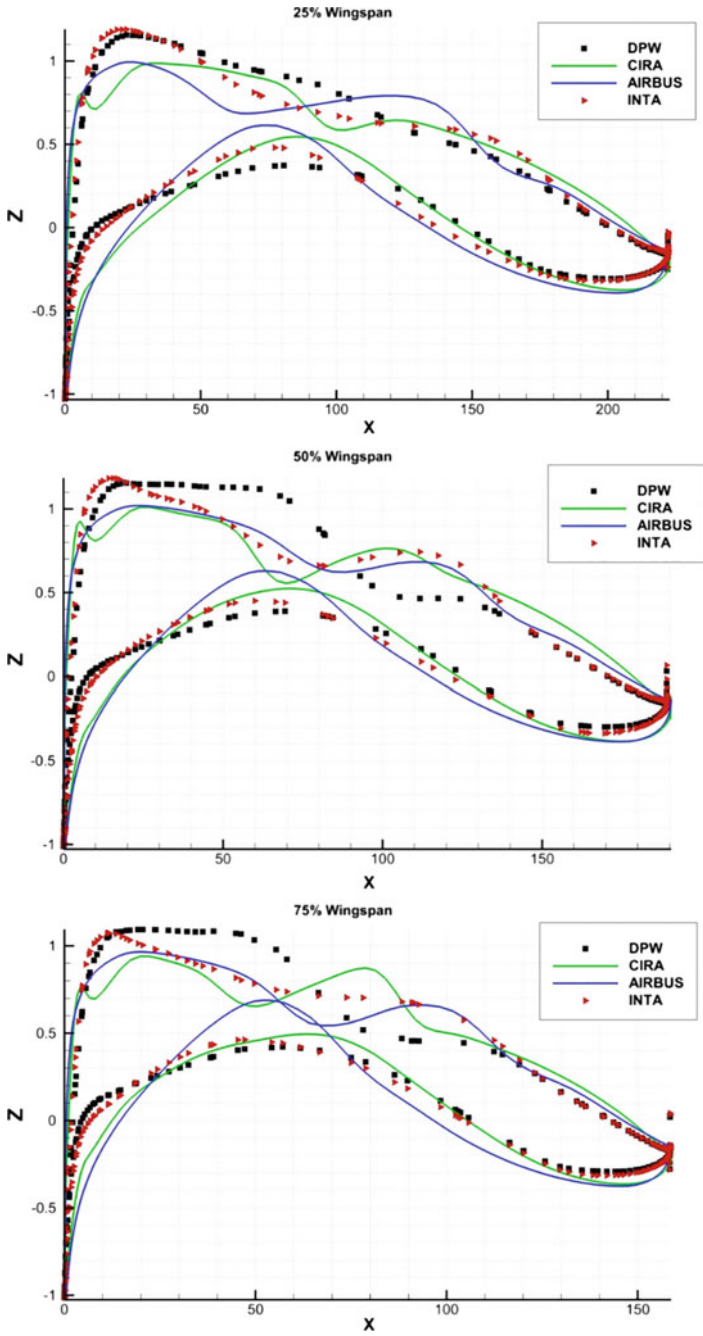 25% Wingspan
DPW
CIRA
AIRBUS
INTA
1
0.5
0
-0.5
-1
Z
0
50
100
150
200
X
50% Wingspan
DPW
CIRA
AIRBUS
INTA
1
0.5
0
-0.5
-1
Z
0
50
100
150
X
75% Wingspan
DPW
CIRA
AIRBUS
INTA
1
0.5
0
-0.5
-1
Z
0
50
100
150
X